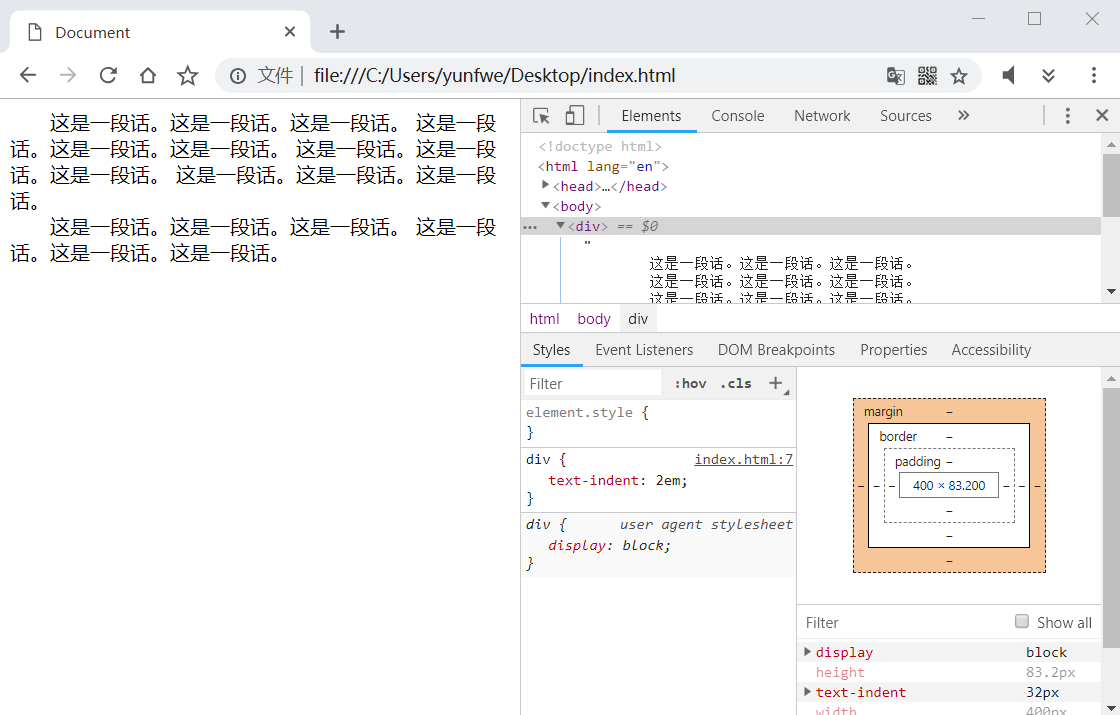 Document
文件 | file:///C:/Users/yunfwe/Desktop/index.html
这是一段话。这是一段话。这是一段话。 这是一段
话。这是一段话。这是一段话。 这是一段话。这是一段
话。这是一段话。 这是一段话。这是一段话。这是一段
话。
这是一段话。这是一段话。这是一段话。 这是一段
话。这是一段话。这是一段话。
Elements Console Network Sources »
<!doctype html>
<html lang="en">
<head>…</head>
<body>
<div> == $0
"
这是一段话。这是一段话。这是一段话。
这是一段话。这是一段话。这是一段话。
这是一段话。这是一段话。这是一段话。
html body div
Styles Event Listeners DOM Breakpoints Properties Accessibility
Filter :hov .cls +
element.style {
}
div { index.html:7
text-indent: 2em;
}
div { user agent stylesheet
display: block;
}
margin –
border –
padding –
– – – 400 × 83.200 – – –
–
–
–
Filter Show all
display block
height 83.2px
text-indent 32px
width 400px